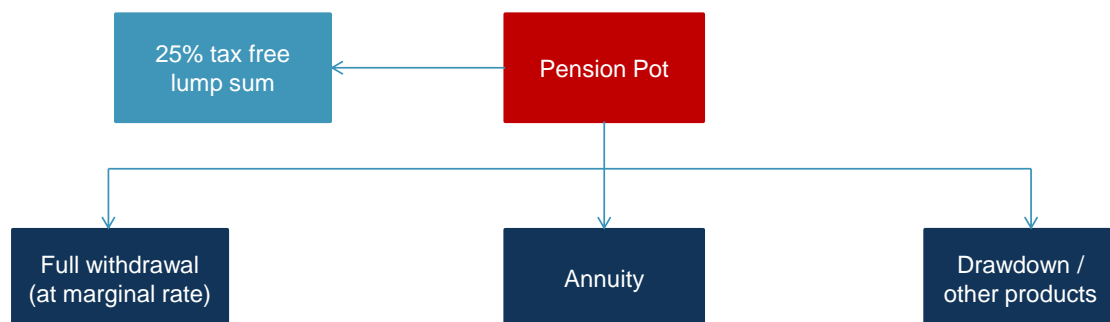 25% tax free
lump sum
Pension Pot
Full withdrawal
(at marginal rate)
Annuity
Drawdown /
other products